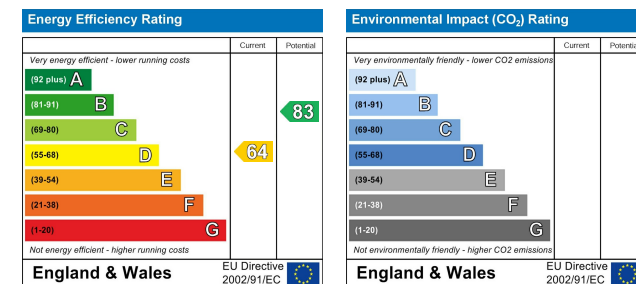 Energy Efficiency Rating
Current Potential
Very energy efficient - lower running costs
(92 plus) A
(81-91) B
83
(69-80) C
(55-68) D
64
(39-54) E
(21-38) F
(1-20) G
Not energy efficient - higher running costs
England & Wales
EU Directive
2002/91/EC
Environmental Impact (CO2) Rating
Current Potential
Very environmentally friendly - lower CO2 emissions
(92 plus) A
(81-91) B
(69-80) C
(55-68) D
(39-54) E
(21-38) F
(1-20) G
Not environmentally friendly - higher CO2 emissions
England & Wales
EU Directive
2002/91/EC